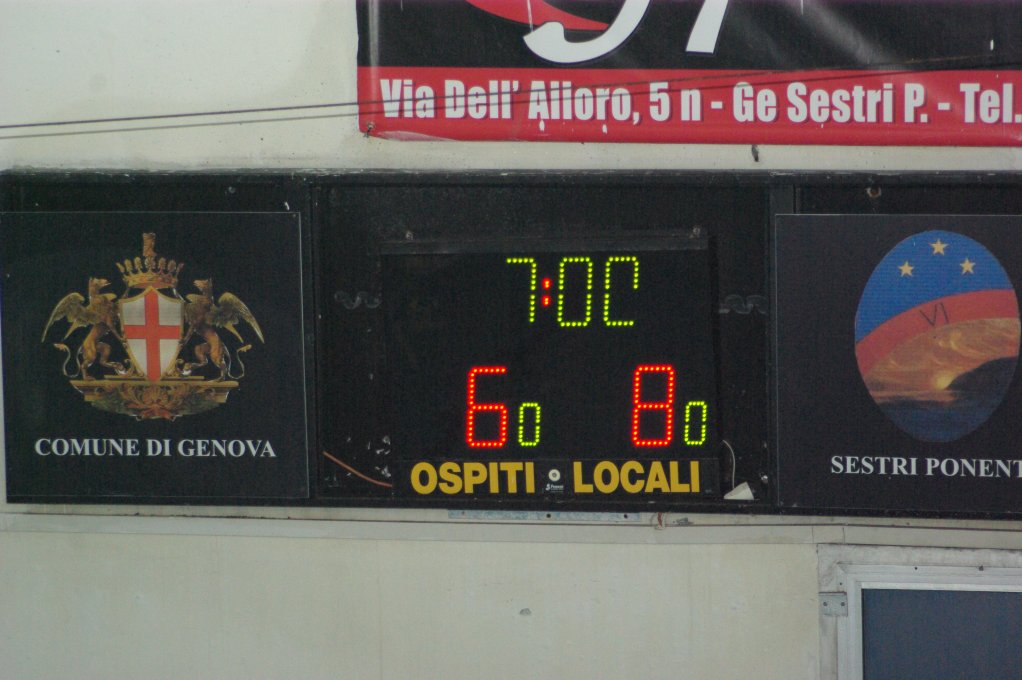 Via Dell' Alloro, 5 n - Ge Sestri P. - Tel.
7:0C
6 0 8 0
OSPITI LOCALI
COMUNE DI GENOVA
VI
SESTRI PONENT